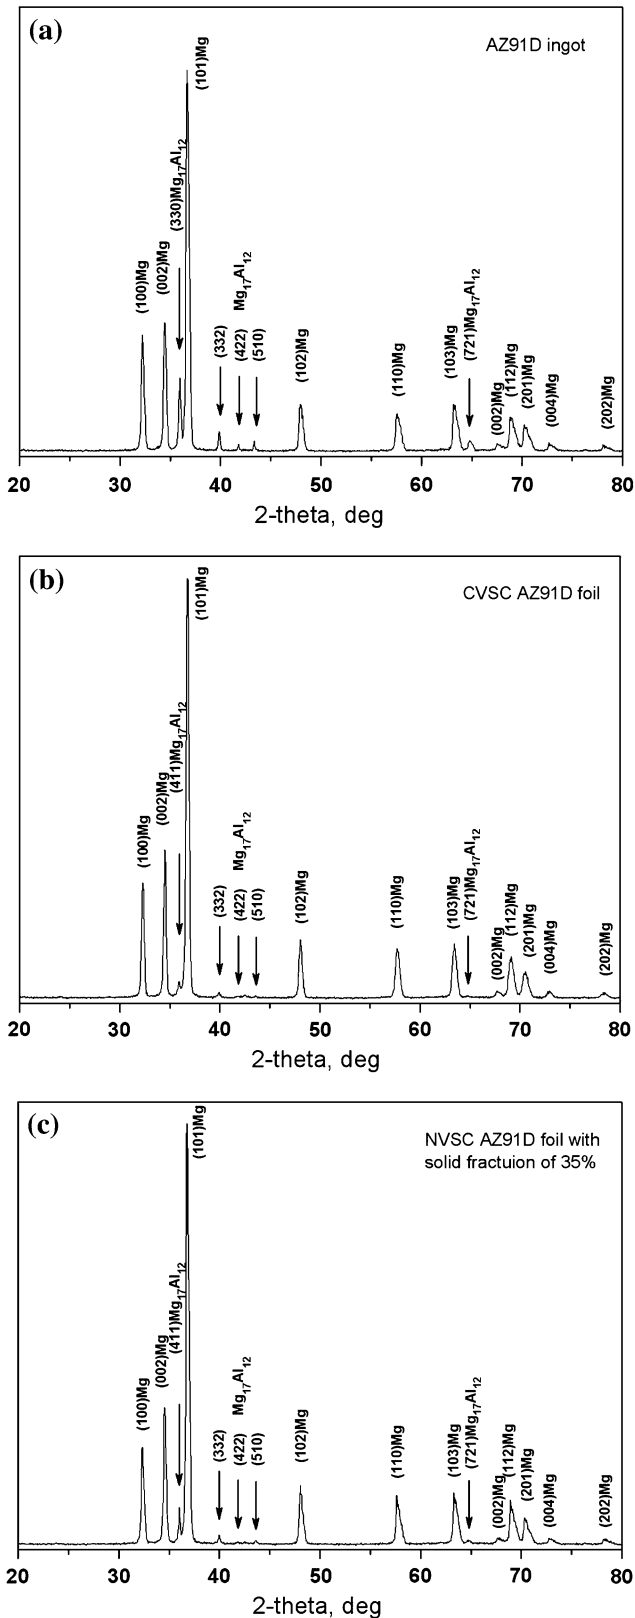 (a)
AZ91D ingot
(100)Mg
(002)Mg
(330)Mg17Al12
(101)Mg
(332)
(422)
Mg17Al12
(510)
(102)Mg
(110)Mg
(103)Mg
(721)Mg17Al12
(002)Mg
(112)Mg
(201)Mg
(004)Mg
(202)Mg
20 30 40 50 60 70 80
2-theta, deg
(b)
CVSC AZ91D foil
(100)Mg
(002)Mg
(411)Mg17Al12
(101)Mg
(332)
(422)
Mg17Al12
(510)
(102)Mg
(110)Mg
(103)Mg
(721)Mg17Al12
(002)Mg
(112)Mg
(201)Mg
(004)Mg
(202)Mg
20 30 40 50 60 70 80
2-theta, deg
(c)
NVSC AZ91D foil with
solid fractuion of 35%
(100)Mg
(002)Mg
(411)Mg17Al12
(101)Mg
(332)
(422)
Mg17Al12
(510)
(102)Mg
(110)Mg
(103)Mg
(721)Mg17Al12
(002)Mg
(112)Mg
(201)Mg
(004)Mg
(202)Mg
20 30 40 50 60 70 80
2-theta, deg